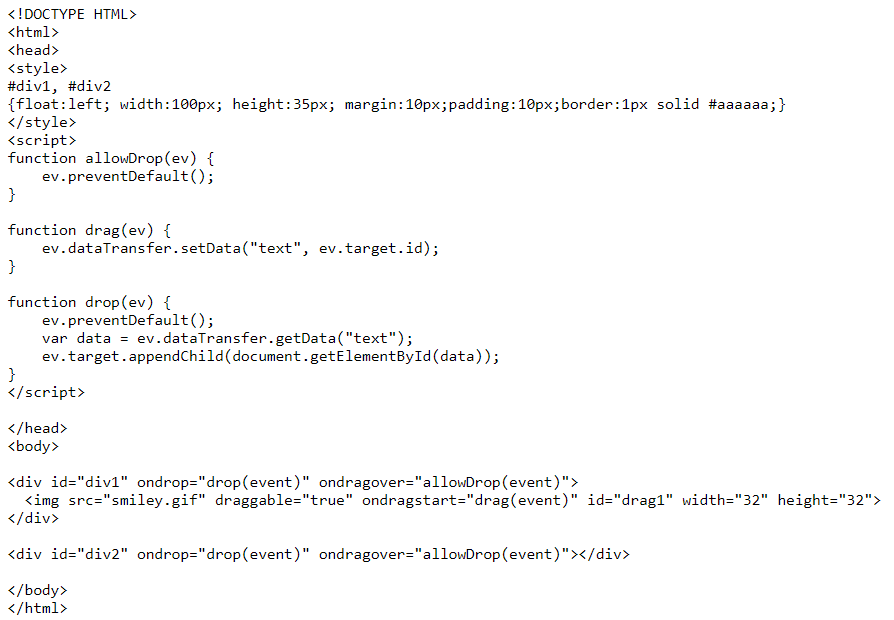 <!DOCTYPE HTML>
<html>
<head>
<style>
#div1, #div2
{float:left; width:100px; height:35px; margin:10px;padding:10px;border:1px solid #aaaaaa;}
</style>
<script>
function allowDrop(ev) {
    ev.preventDefault();
}

function drag(ev) {
    ev.dataTransfer.setData("text", ev.target.id);
}

function drop(ev) {
    ev.preventDefault();
    var data = ev.dataTransfer.getData("text");
    ev.target.appendChild(document.getElementById(data));
}
</script>

</head>
<body>

<div id="div1" ondrop="drop(event)" ondragover="allowDrop(event)">
  <img src="smiley.gif" draggable="true" ondragstart="drag(event)" id="drag1" width="32" height="32">
</div>

<div id="div2" ondrop="drop(event)" ondragover="allowDrop(event)"></div>

</body>
</html>